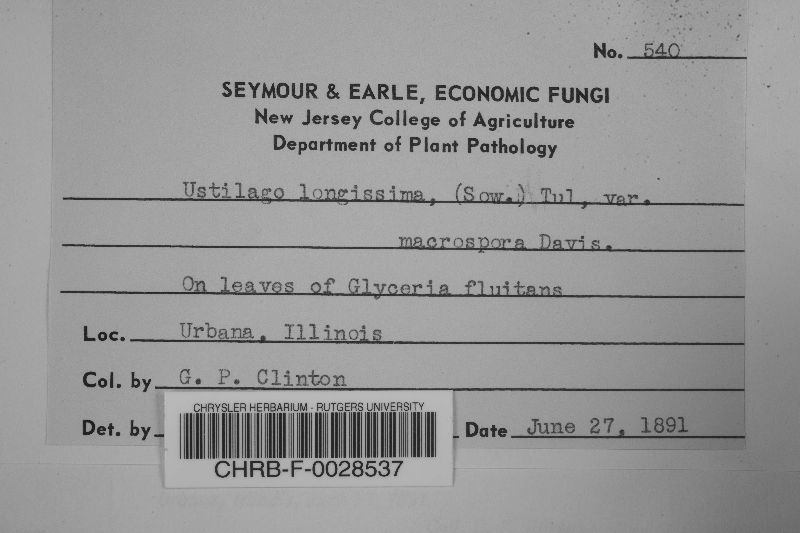 No. 540
SEYMOUR & EARLE, ECONOMIC FUNGI
New Jersey College of Agriculture
Department of Plant Pathology
Ustilago longissima, (Sow.) Tul, var.
macrospora Davis.
On leaves of Glyceria fluitans
Loc. Urbana, Illinois
Col. by G. P. Clinton
Det. by Date June 27, 1891
CHRYSLER HERBARIUM - RUTGERS UNIVERSITY
CHRB-F-0028537